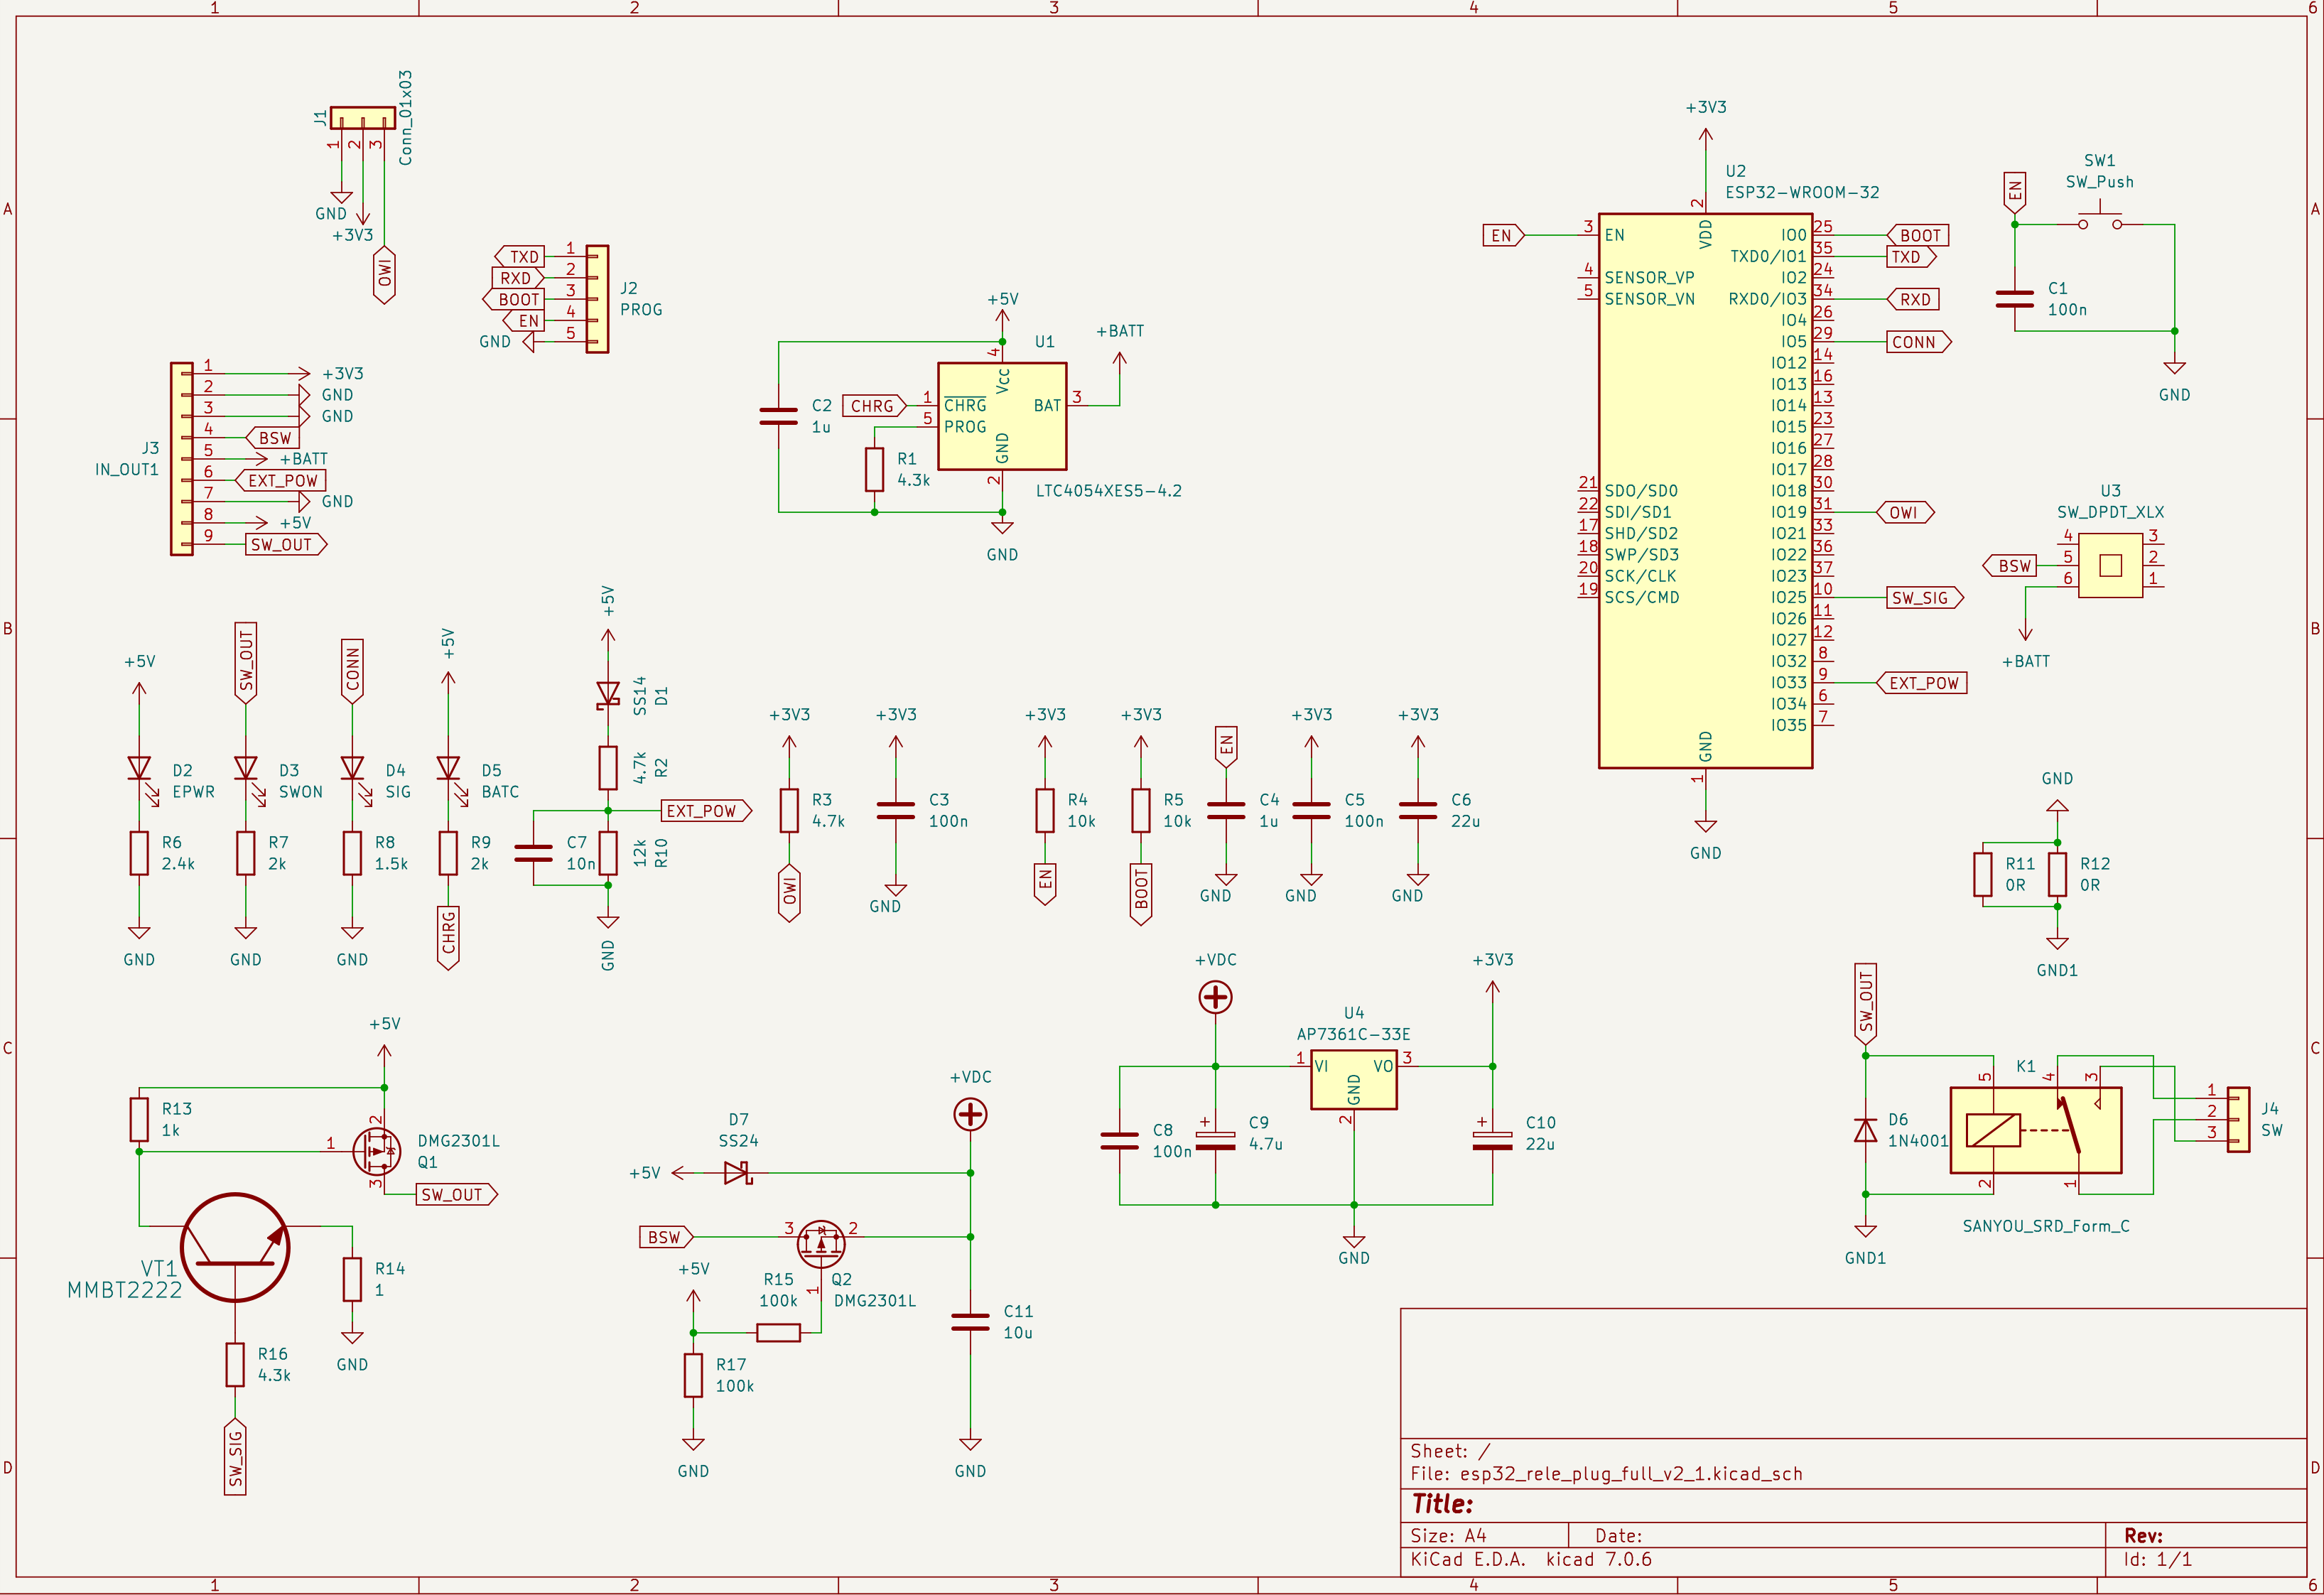 1 2 3 4 5 6
A
B
C
D
J1
Conn_01x03
1 2 3
GND
+3V3
OWI
TXD 1
RXD 2
BOOT 3
EN 4
GND 5
J2
PROG
J3
IN_OUT1
1 +3V3
2 GND
3 GND
4 BSW
5 +BATT
6 EXT_POW
7 GND
8 +5V
9 SW_OUT
+5V
+BATT
U1
4
Vcc
C2
1u
CHRG 1 CHRG
BAT 3
5 PROG
GND
2
R1
4.3k
LTC4054XES5-4.2
GND
+3V3
U2
ESP32-WROOM-32
2
VDD
EN 3 EN
4 SENSOR_VP
5 SENSOR_VN
21 SDO/SD0
22 SDI/SD1
17 SHD/SD2
18 SWP/SD3
20 SCK/CLK
19 SCS/CMD
IO0 25 BOOT
TXD0/IO1 35 TXD
IO2 24
RXD0/IO3 34 RXD
IO4 26
IO5 29 CONN
IO12 14
IO13 16
IO14 13
IO15 23
IO16 27
IO17 28
IO18 30
IO19 31 OWI
IO21 33
IO22 36
IO23 37
IO25 10 SW_SIG
IO26 11
IO27 12
IO32 8
IO33 9 EXT_POW
IO34 6
IO35 7
GND
1
GND
SW1
SW_Push
EN
C1
100n
GND
U3
SW_DPDT_XLX
4 3
BSW 5 2
6 1
+BATT
+5V
D2
EPWR
R6
2.4k
GND
SW_OUT
D3
SWON
R7
2k
GND
CONN
D4
SIG
R8
1.5k
GND
+5V
D5
BATC
R9
2k
CHRG
+5V
SS14
D1
4.7k
R2
EXT_POW
C7
10n
12k
R10
GND
+3V3
R3
4.7k
OWI
+3V3
C3
100n
GND
+3V3
R4
10k
EN
+3V3
R5
10k
BOOT
EN
C4
1u
GND
+3V3
C5
100n
GND
+3V3
C6
22u
GND
GND
R11
0R
R12
0R
GND1
+5V
R13
1k
2
1
3
DMG2301L
Q1
SW_OUT
VT1
MMBT2222
R14
1
GND
R16
4.3k
SW_SIG
+VDC
D7
SS24
+5V
BSW 3 2
1
Q2
DMG2301L
+5V
R15
100k
R17
100k
GND
C11
10u
GND
+VDC
+3V3
U4
AP7361C-33E
1 VI VO 3
GND
2
C8
100n
C9
4.7u
C10
22u
GND
SW_OUT
D6
1N4001
GND1
K1
5 4 3
2 1
SANYOU_SRD_Form_C
1
2
3
J4
SW
Sheet: /
File: esp32_rele_plug_full_v2_1.kicad_sch
Title:
Size: A4 Date: Rev:
KiCad E.D.A. kicad 7.0.6 Id: 1/1
1 2 3 4 5 6
A
B
C
D